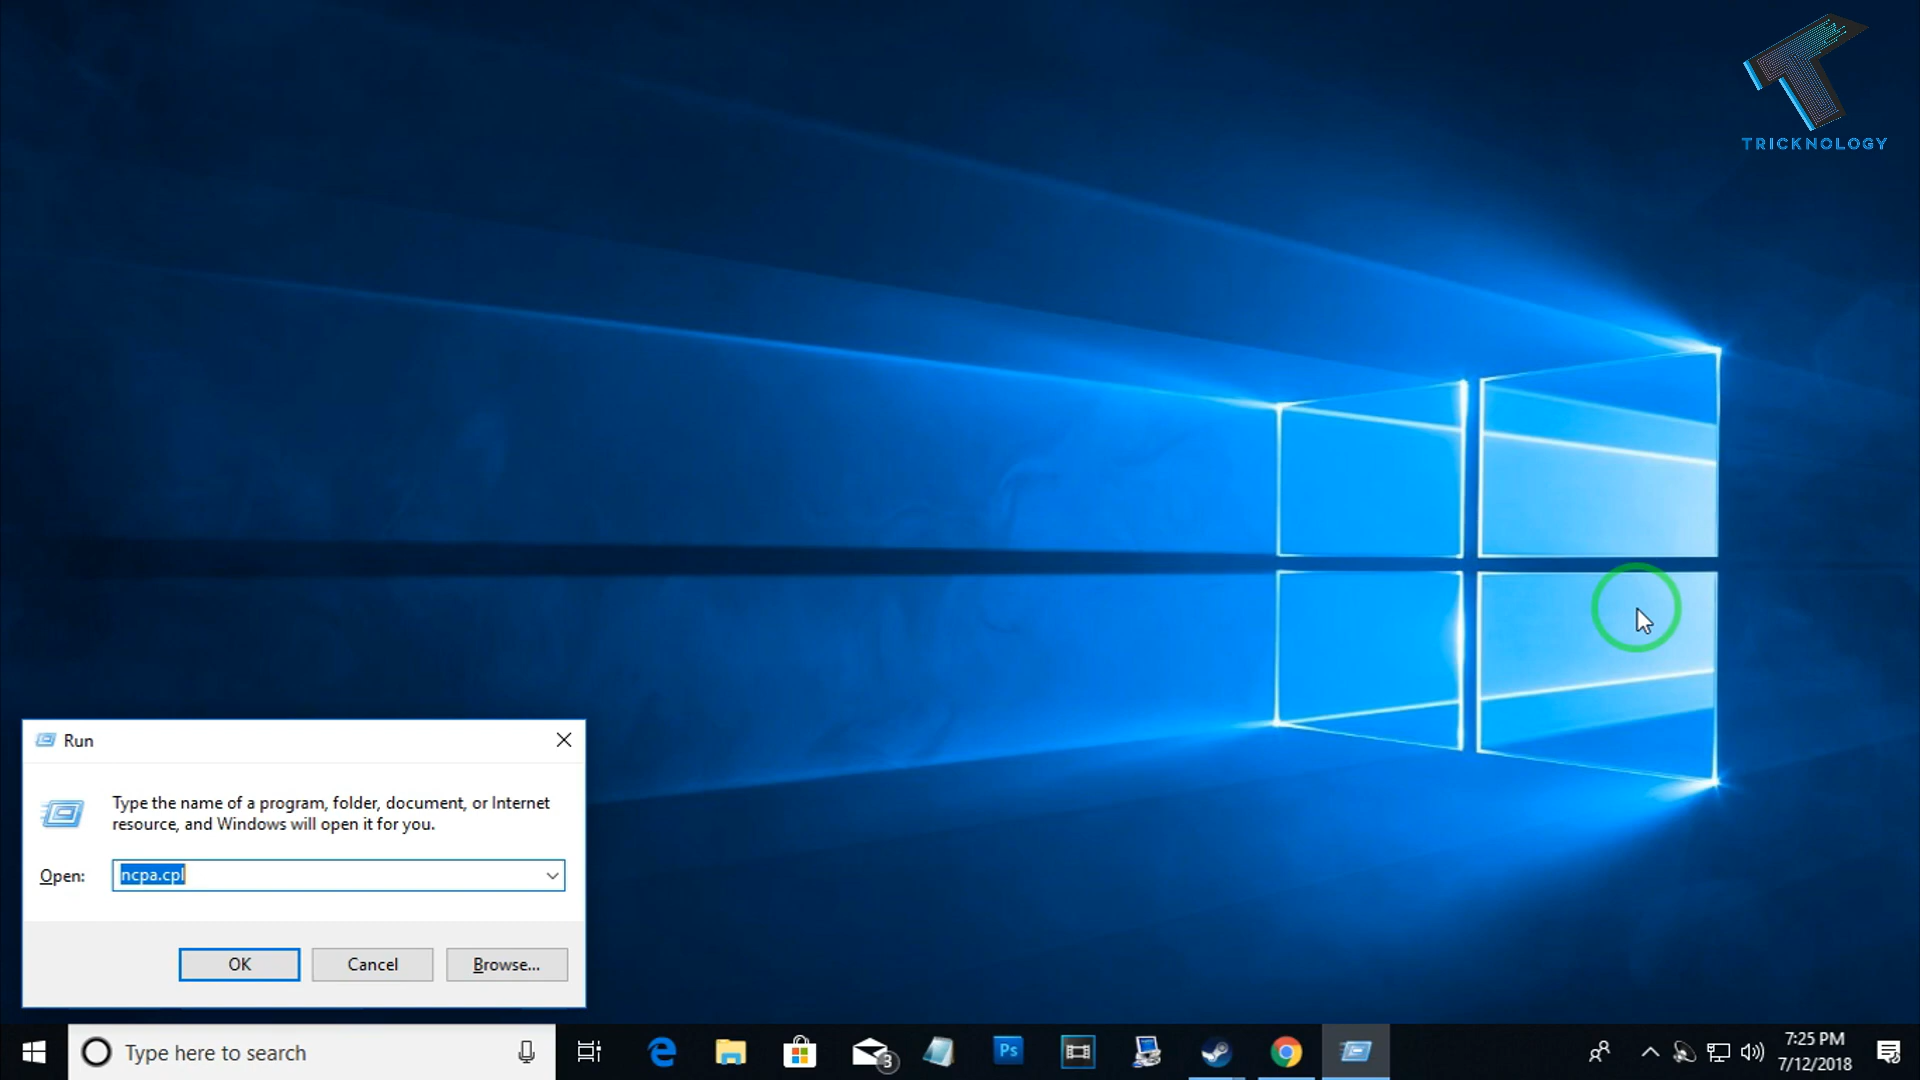 TRICKNOLOGY
Run
Type the name of a program, folder, document, or Internet
resource, and Windows will open it for you.
Open:
ncpa.cpl
OK
Cancel
Browse...
Type here to search
3
Ps
7:25 PM
7/12/2018